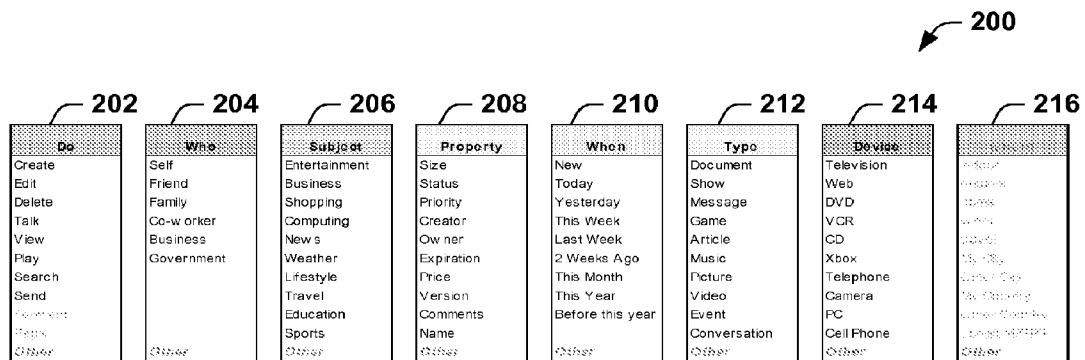 200
202
204
206
208
210
212
214
216
Do
Create
Edit
Delete
Talk
View
Play
Search
Send
Other
Who
Self
Friend
Family
Co-worker
Business
Government
Other
Subject
Entertainment
Business
Shopping
Computing
News
Weather
Lifestyle
Travel
Education
Sports
Other
Property
Size
Status
Priority
Creator
Owner
Expiration
Price
Version
Comments
Name
Other
When
New
Today
Yesterday
This Week
Last Week
2 Weeks Ago
This Month
This Year
Before this year
Other
Type
Document
Show
Message
Game
Article
Music
Picture
Video
Event
Conversation
Other
Device
Television
Web
DVD
VCR
CD
Xbox
Telephone
Camera
PC
Cell Phone
Other
Other